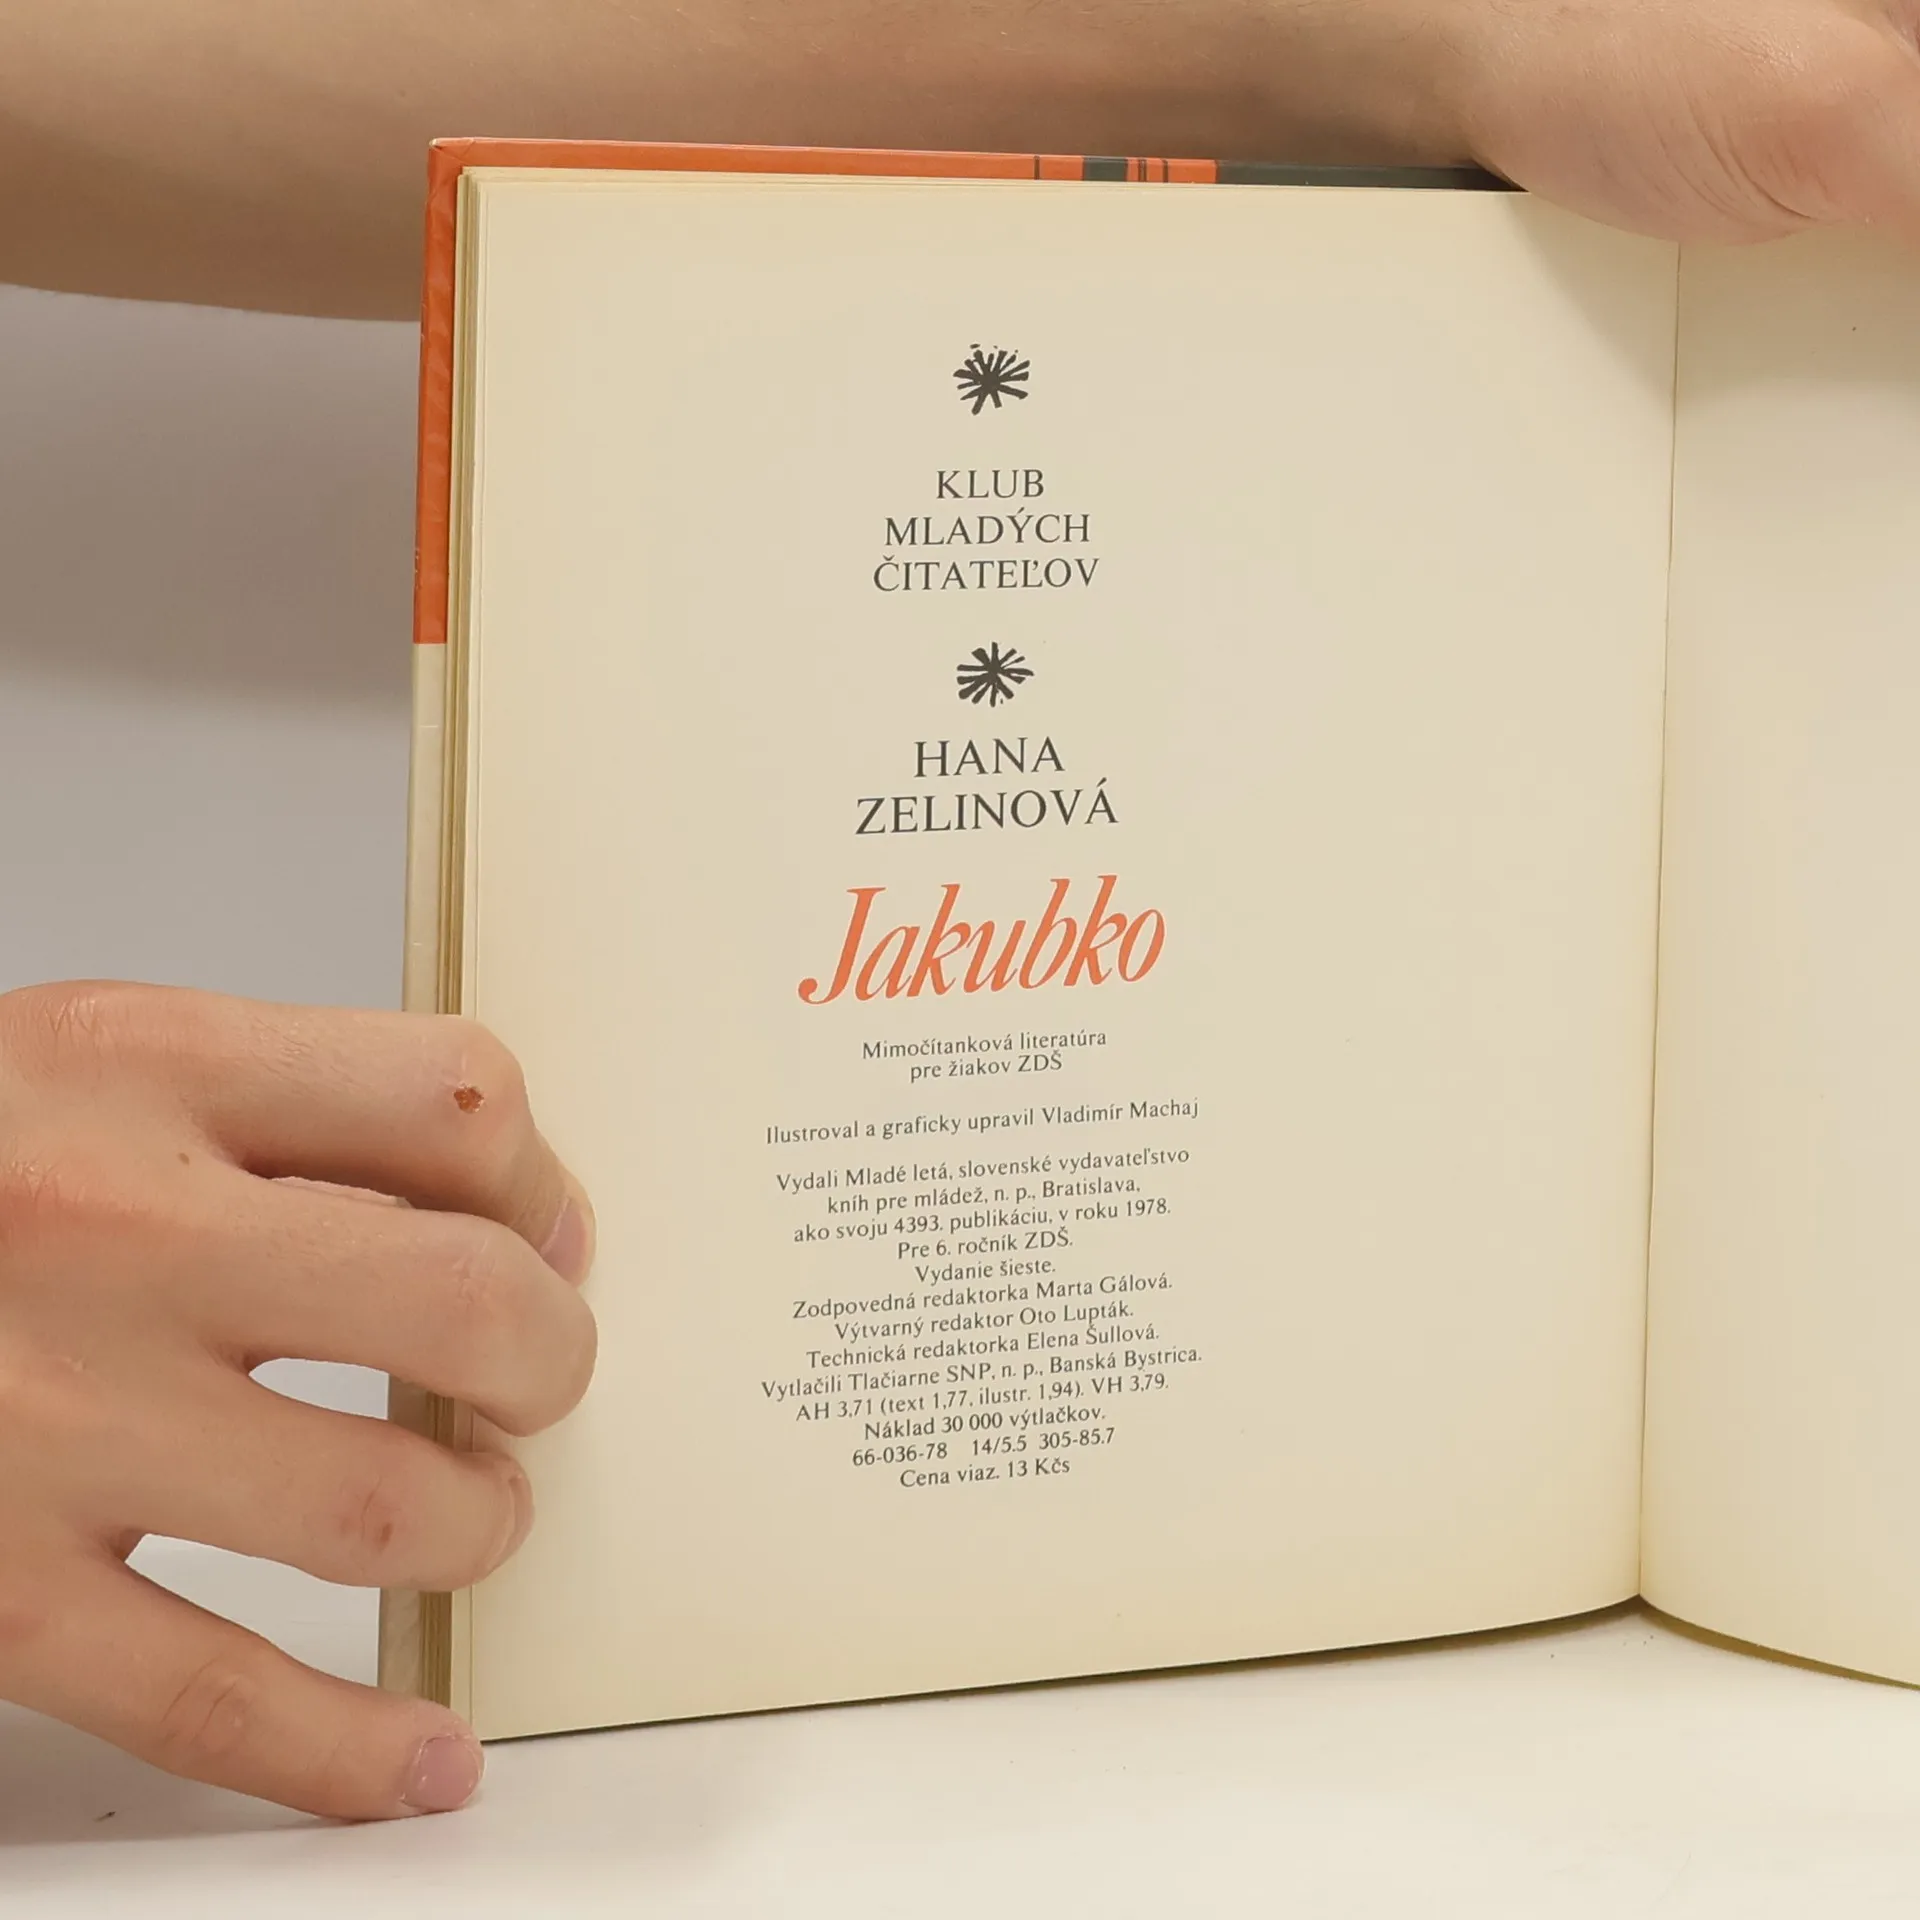 KLUB
MLADÝCH
ČITATEĽOV
HANA
ZELINOVÁ
Jakubko
Mimočítanková literatúra
pre žiakov ZDŠ
Ilustroval a graficky upravil Vladimír Machaj
Vydali Mladé letá, slovenské vydavateľstvo
kníh pre mládež, n. p., Bratislava,
ako svoju 4393. publikáciu, v roku 1978.
Pre 6. ročník ZDŠ.
Vydanie šieste.
Zodpovedná redaktorka Marta Gálová.
Výtvarný redaktor Oto Lupták.
Technická redaktorka Elena Šullová.
Vytlačili Tlačiarne SNP, n. p., Banská Bystrica.
AH 3,71 (text 1,77, ilustr. 1,94). VH 3,79.
Náklad 30 000 výtlačkov.
66-036-78 14/5.5 305-85.7
Cena viaz. 13 Kčs